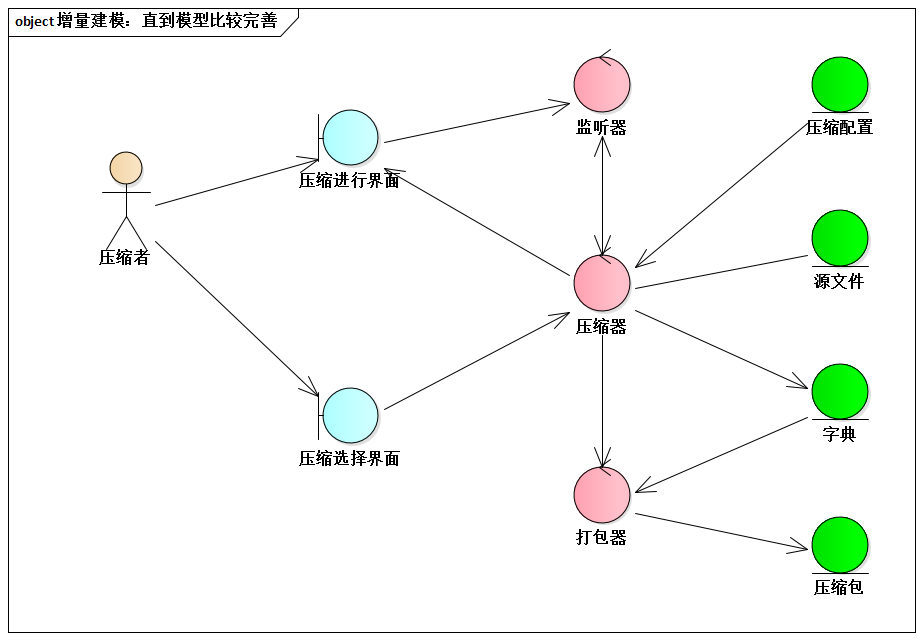 object 增量建模：直到模型比较完善
监听器
压缩配置
压缩进行界面
压缩者
源文件
压缩器
字典
压缩选择界面
打包器
压缩包